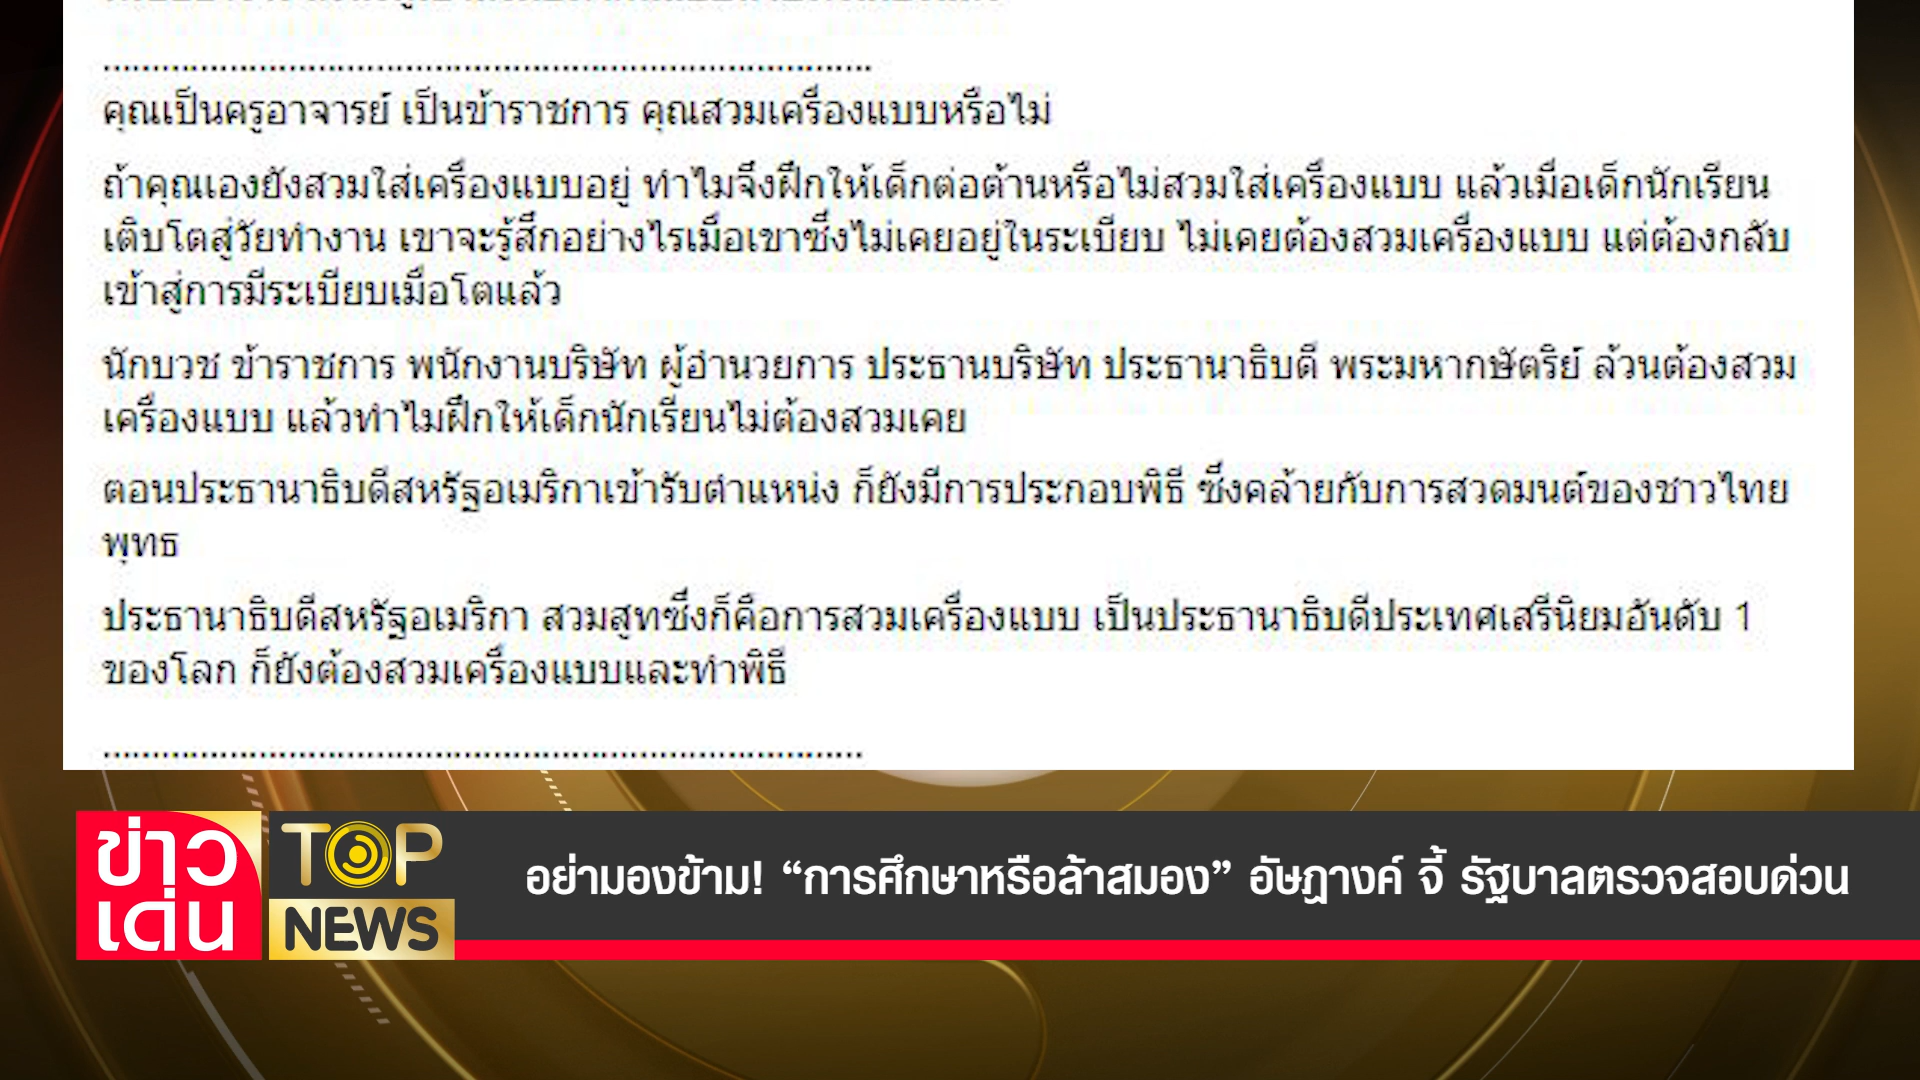 ................................................................................
คุณเป็นครูอาจารย์ เป็นข้าราชการ คุณสวมเครื่องแบบหรือไม่
ถ้าคุณเองยังสวมใส่เครื่องแบบอยู่ ทำไมจึงฝึกให้เด็กต่อต้านหรือไม่สวมใส่เครื่องแบบ แล้วเมื่อเด็กนักเรียน
เติบโตสู่วัยทำงาน เขาจะรู้สึกอย่างไรเมื่อเขาซึ่งไม่เคยอยู่ในระเบียบ ไม่เคยต้องสวมเครื่องแบบ แต่ต้องกลับ
เข้าสู่การมีระเบียบเมื่อโตแล้ว
นักบวช ข้าราชการ พนักงานบริษัท ผู้อำนวยการ ประธานบริษัท ประธานาธิบดี พระมหากษัตริย์ ล้วนต้องสวม
เครื่องแบบ แล้วทำไมฝึกให้เด็กนักเรียนไม่ต้องสวมเคย
ตอนประธานาธิบดีสหรัฐอเมริกาเข้ารับตำแหน่ง ก็ยังมีการประกอบพิธี ซึ่งคล้ายกับการสวดมนต์ของชาวไทย
พุทธ
ประธานาธิบดีสหรัฐอเมริกา สวมสูทซึ่งก็คือการสวมเครื่องแบบ เป็นประธานาธิบดีประเทศเสรีนิยมอันดับ 1
ของโลก ก็ยังต้องสวมเครื่องแบบและทำพิธี
................................................................................
ข่าว
เด่น
TOP
NEWS
อย่ามองข้าม! “การศึกษาหรือล้าสมอง” อัษฎางค์ จี้ รัฐบาลตรวจสอบด่วน